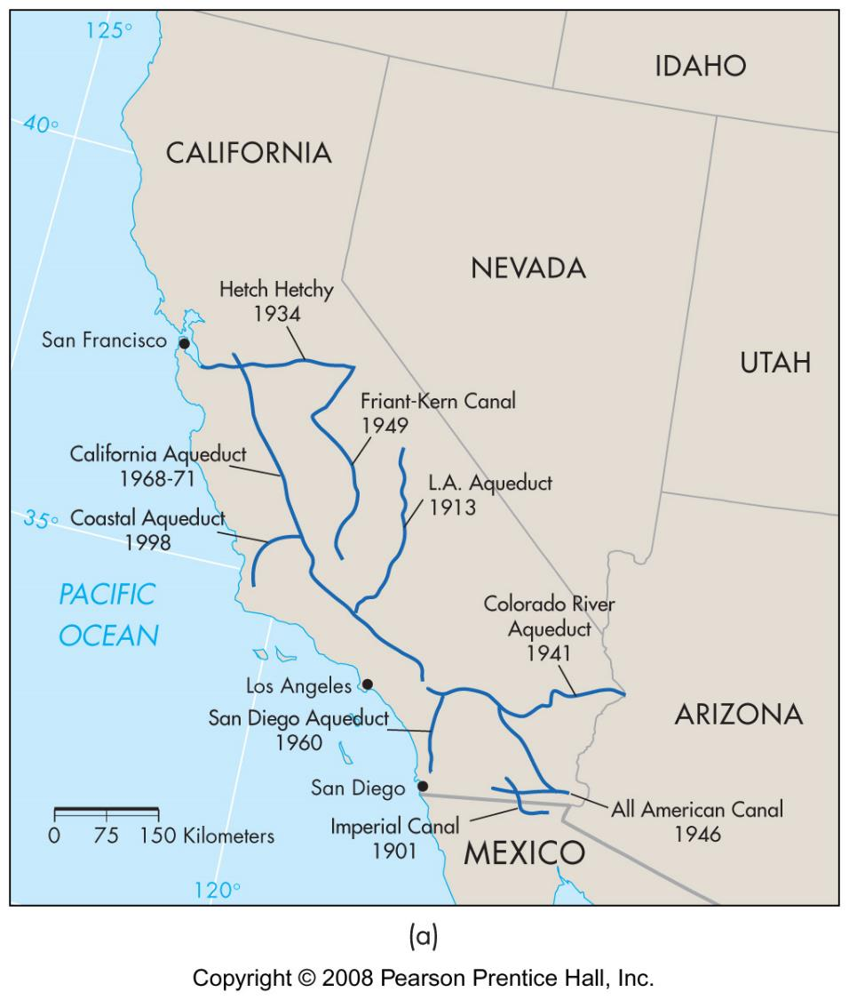 125°
IDAHO
40°
CALIFORNIA
NEVADA
Hetch Hetchy
1934
San Francisco
UTAH
Friant-Kern Canal
1949
California Aqueduct
1968-71
L.A. Aqueduct
1913
35°
Coastal Aqueduct
1998
PACIFIC
OCEAN
Colorado River
Aqueduct
1941
Los Angeles
ARIZONA
San Diego Aqueduct
1960
San Diego
All American Canal
1946
0 75 150 Kilometers
Imperial Canal
1901
MEXICO
120°
(a)
Copyright © 2008 Pearson Prentice Hall, Inc.